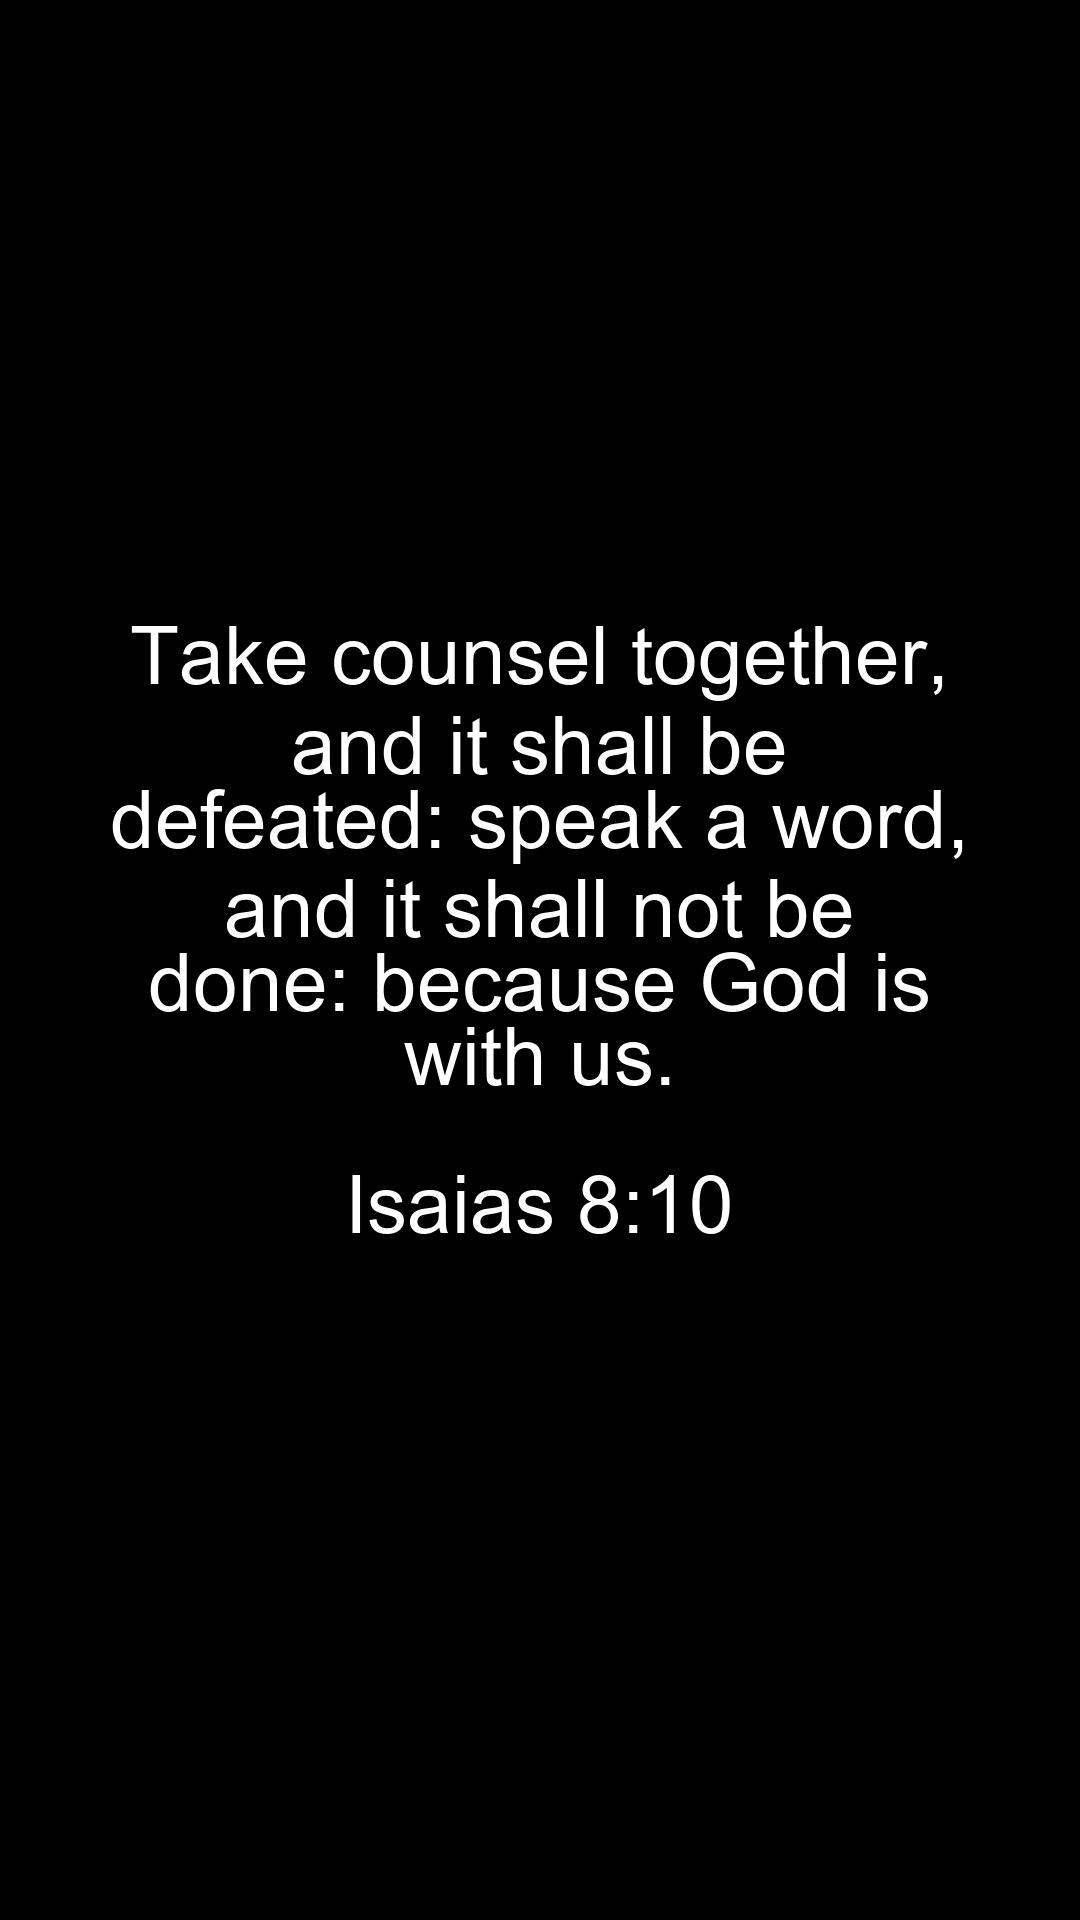 Take counsel together,
and it shall be
defeated: speak a word,
and it shall not be
done: because God is
with us.
Isaias 8:10